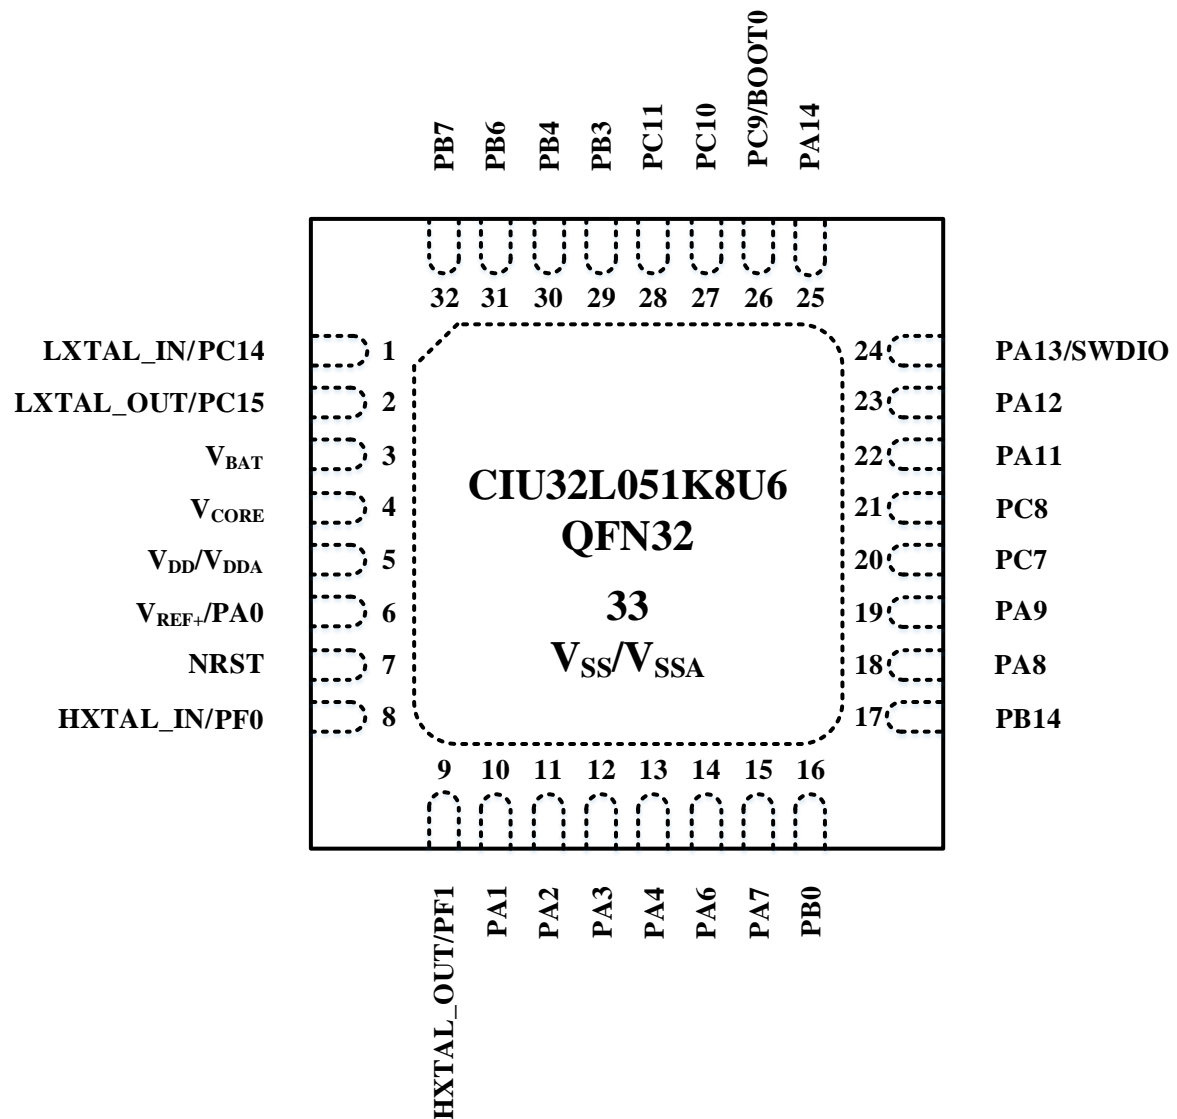 PB7
PB6
PB4
PB3
PC11
PC10
PC9/BOOT0
PA14
32 31 30 29 28 27 26 25
LXTAL_IN/PC14 1
LXTAL_OUT/PC15 2
VBAT 3
VCORE 4
VDD/VDDA 5
VREF+/PA0 6
NRST 7
HXTAL_IN/PF0 8
CIU32L051K8U6
QFN32
33
VSS/VSSA
24 PA13/SWDIO
23 PA12
22 PA11
21 PC8
20 PC7
19 PA9
18 PA8
17 PB14
9 10 11 12 13 14 15 16
HXTAL_OUT/PF1
PA1
PA2
PA3
PA4
PA6
PA7
PB0